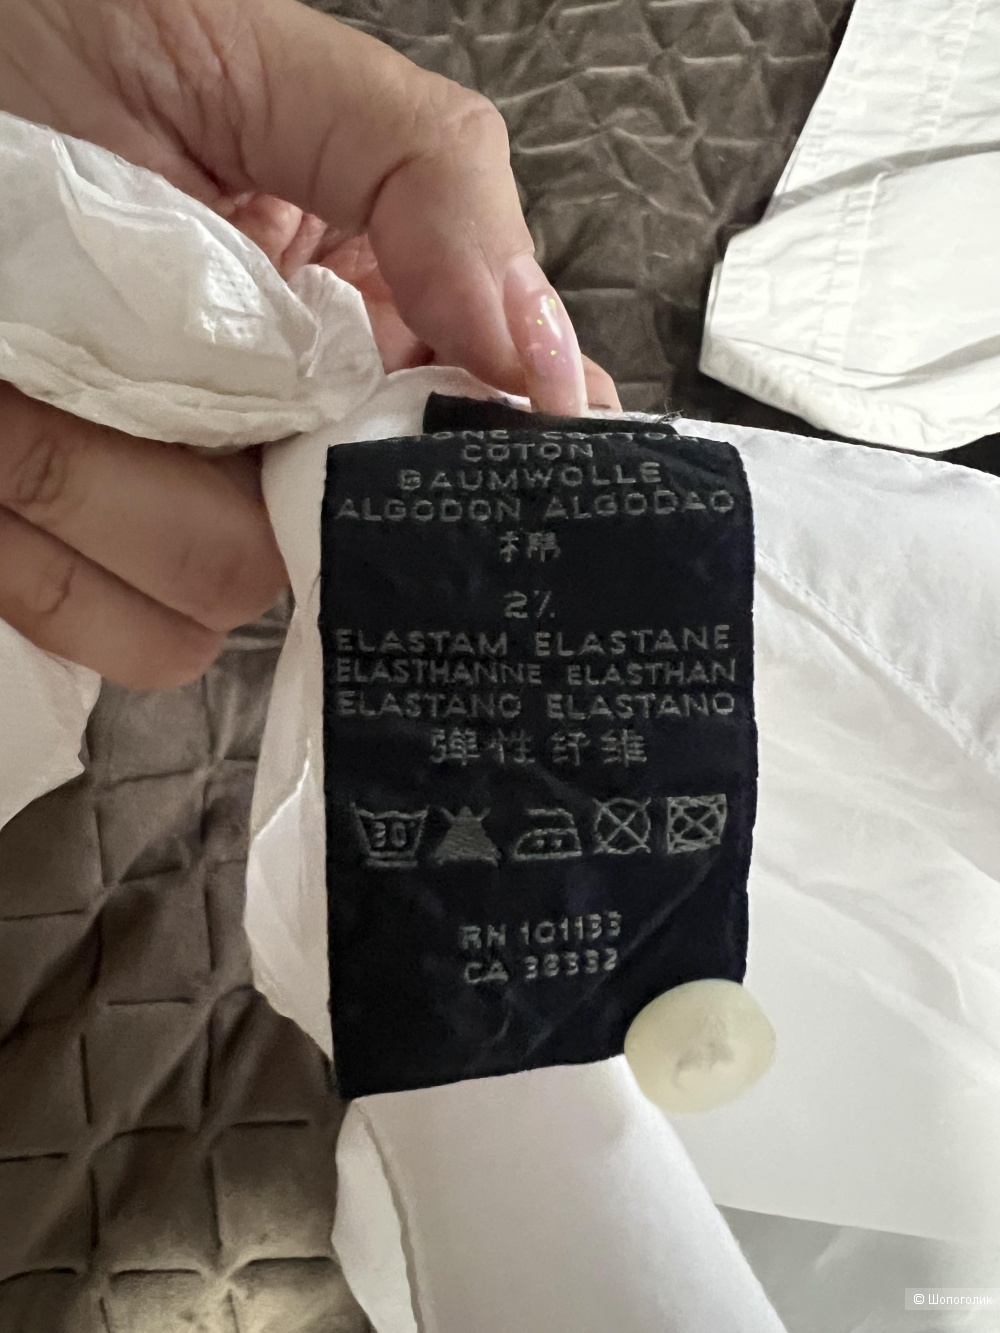 COTTON
COTON
BAUMWOLLE
ALGODON ALGODAO
棉
2%
ELASTAM ELASTANE
ELASTHANNE ELASTHAN
ELASTANO ELASTANO
弹性纤维
30°
RN 101133
CA 38332
© Шопоголик